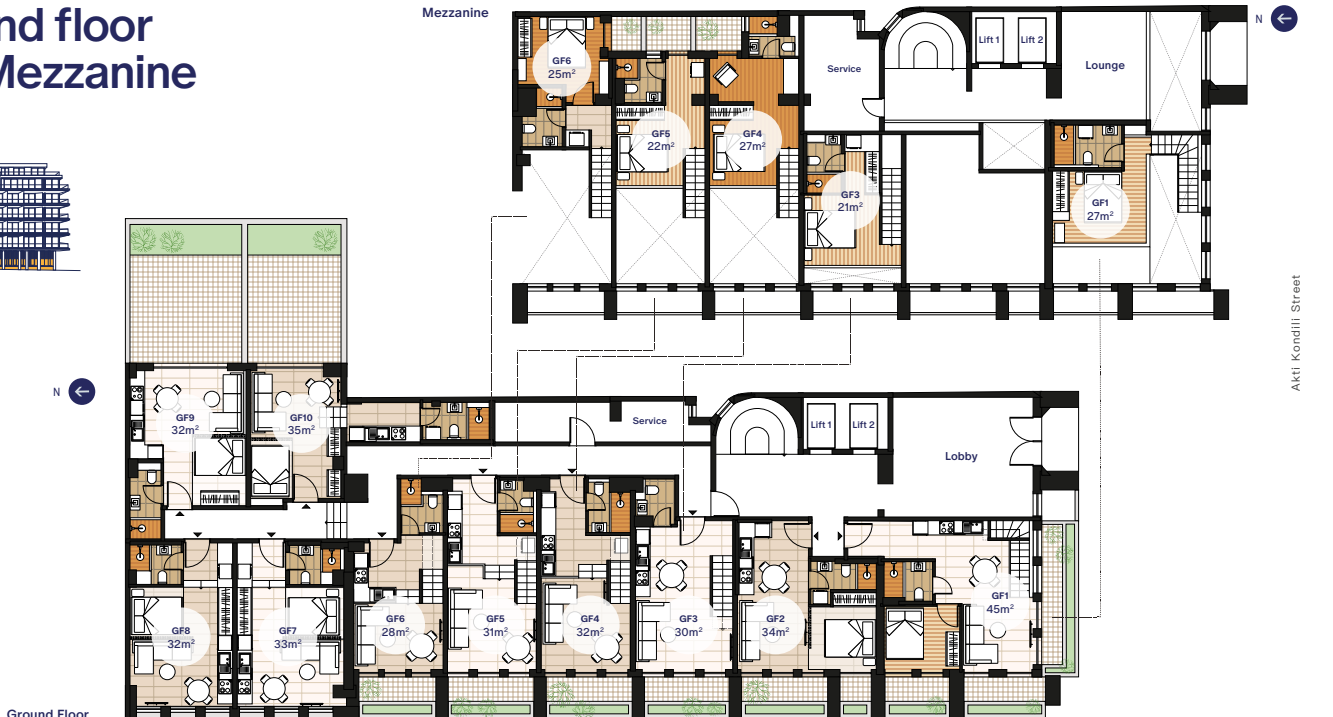 nd floor
Mezzanine
Mezzanine
N
Lift 1
Lift 2
Lounge
Service
GF6
25m²
GF5
22m²
GF4
27m²
GF3
21m²
GF1
27m²
Akti Kondili Street
N
GF9
32m²
GF10
35m²
Service
Lift 1
Lift 2
Lobby
GF8
32m²
GF7
33m²
GF6
28m²
GF5
31m²
GF4
32m²
GF3
30m²
GF2
34m²
GF1
45m²
Ground Floor